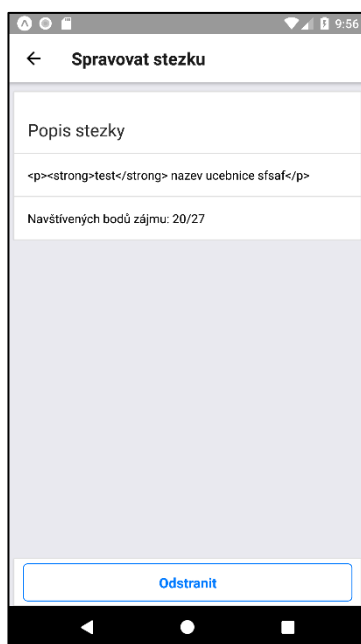 9:56
Spravovat stezku
Popis stezky
<p><strong>test</strong> nazev ucebnice sfsaf</p>
Navštívených bodů zájmu: 20/27
Odstranit